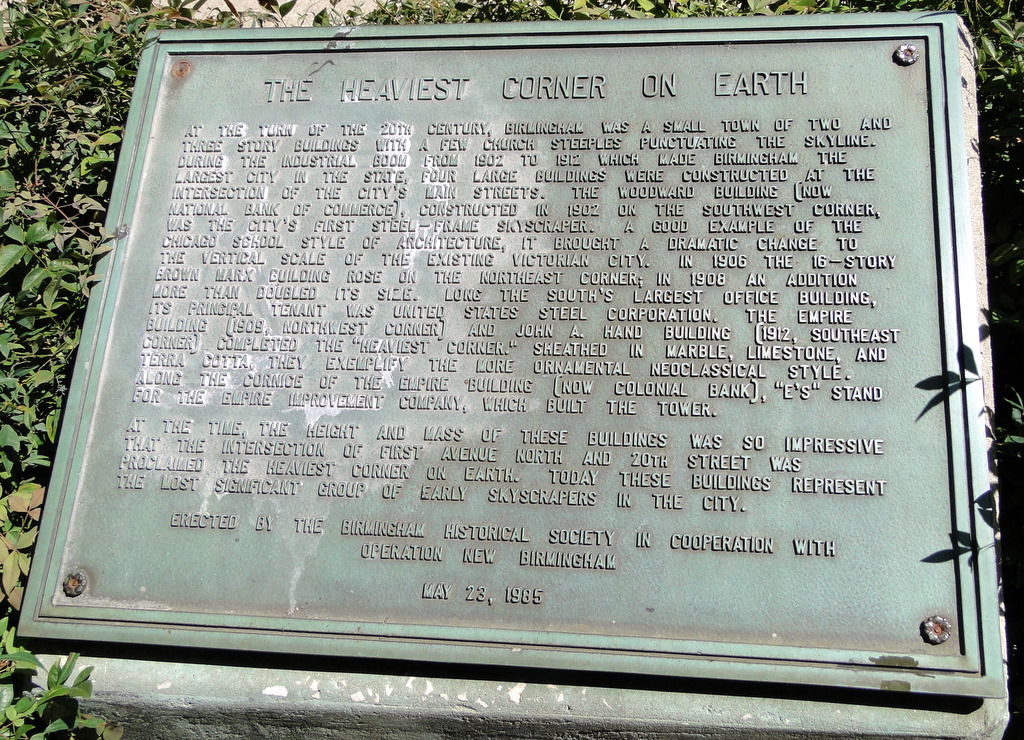 THE HEAVIEST CORNER ON EARTH
AT THE TURN OF THE 20TH CENTURY, BIRMINGHAM WAS A SMALL TOWN OF TWO AND
THREE STORY BUILDINGS WITH A FEW CHURCH STEEPLES PUNCTUATING THE SKYLINE.
DURING THE INDUSTRIAL BOOM FROM 1902 TO 1912 WHICH MADE BIRMINGHAM THE
LARGEST CITY IN THE STATE, FOUR LARGE BUILDINGS WERE CONSTRUCTED AT THE
INTERSECTION OF THE CITY'S MAIN STREETS. THE WOODWARD BUILDING (NOW
NATIONAL BANK OF COMMERCE), CONSTRUCTED IN 1902 ON THE SOUTHWEST CORNER,
WAS THE CITY'S FIRST STEEL-FRAME SKYSCRAPER. A GOOD EXAMPLE OF THE
CHICAGO SCHOOL STYLE OF ARCHITECTURE, IT BROUGHT A DRAMATIC CHANGE TO
THE VERTICAL SCALE OF THE EXISTING VICTORIAN CITY. IN 1906 THE 16-STORY
BROWN MARX BUILDING ROSE ON THE NORTHEAST CORNER; IN 1908 AN ADDITION
MORE THAN DOUBLED ITS SIZE. LONG THE SOUTH'S LARGEST OFFICE BUILDING,
ITS PRINCIPAL TENANT WAS UNITED STATES STEEL CORPORATION. THE EMPIRE
BUILDING (1909, NORTHWEST CORNER) AND JOHN A. HAND BUILDING (1912, SOUTHEAST
CORNER) COMPLETED THE "HEAVIEST CORNER." SHEATHED IN MARBLE, LIMESTONE, AND
TERRA COTTA, THEY EXEMPLIFY THE MORE ORNAMENTAL NEOCLASSICAL STYLE.
ALONG THE CORNICE OF THE EMPIRE BUILDING (NOW COLONIAL BANK), "E'S" STAND
FOR THE EMPIRE IMPROVEMENT COMPANY, WHICH BUILT THE TOWER.
AT THE TIME, THE HEIGHT AND MASS OF THESE BUILDINGS WAS SO IMPRESSIVE
THAT THE INTERSECTION OF FIRST AVENUE NORTH AND 20TH STREET WAS
PROCLAIMED THE HEAVIEST CORNER ON EARTH. TODAY THESE BUILDINGS REPRESENT
THE MOST SIGNIFICANT GROUP OF EARLY SKYSCRAPERS IN THE CITY.
ERECTED BY THE BIRMINGHAM HISTORICAL SOCIETY IN COOPERATION WITH
OPERATION NEW BIRMINGHAM
MAY 23, 1985